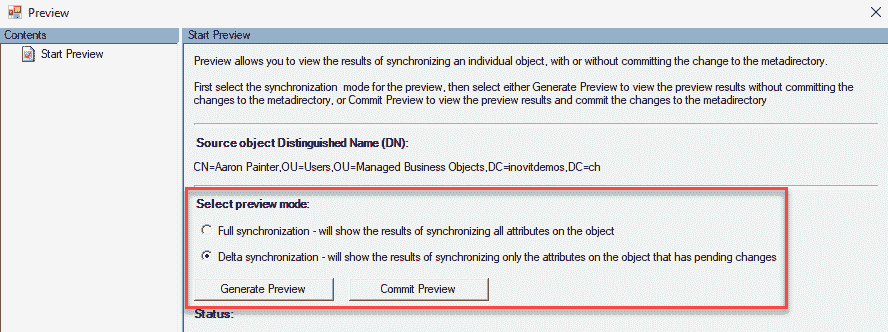 Preview
Contents
Start Preview
Start Preview
Preview allows you to view the results of synchronizing an individual object, with or without committing the change to the metadirectory.
First select the synchronization mode for the preview, then select either Generate Preview to view the preview results without committing the
changes to the metadirectory, or Commit Preview to view the preview results and commit the changes to the metadirectory
Source object Distinguished Name (DN):
CN=Aaron Painter,OU=Users,OU=Managed Business Objects,DC=inovitdemos,DC=ch
Select preview mode:
Full synchronization - will show the results of synchronizing all attributes on the object
Delta synchronization - will show the results of synchronizing only the attributes on the object that has pending changes
Generate Preview
Commit Preview
Status: